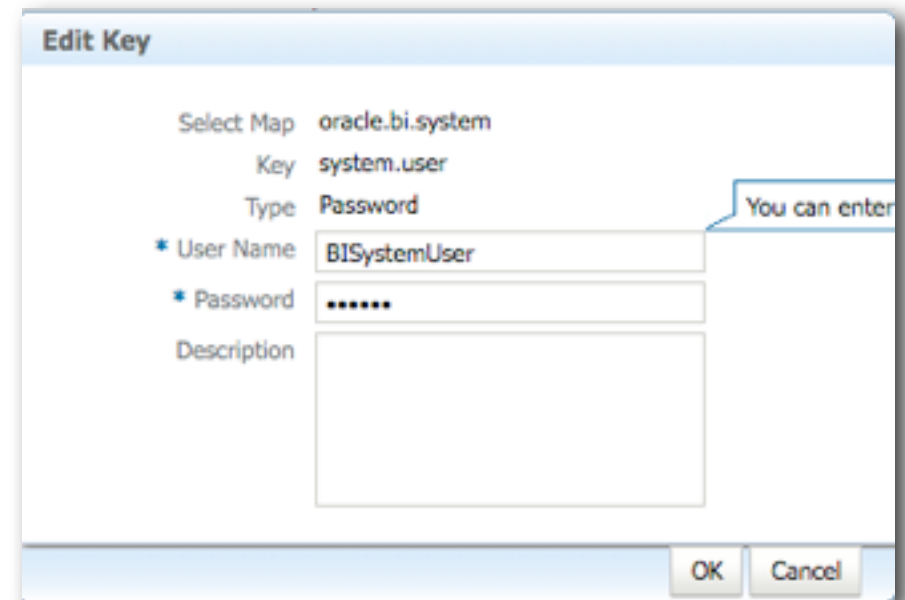 Edit Key
Select Map oracle.bi.system
Key system.user
Type Password
You can enter
* User Name BISystemUser
* Password ••••••
Description
OK Cancel